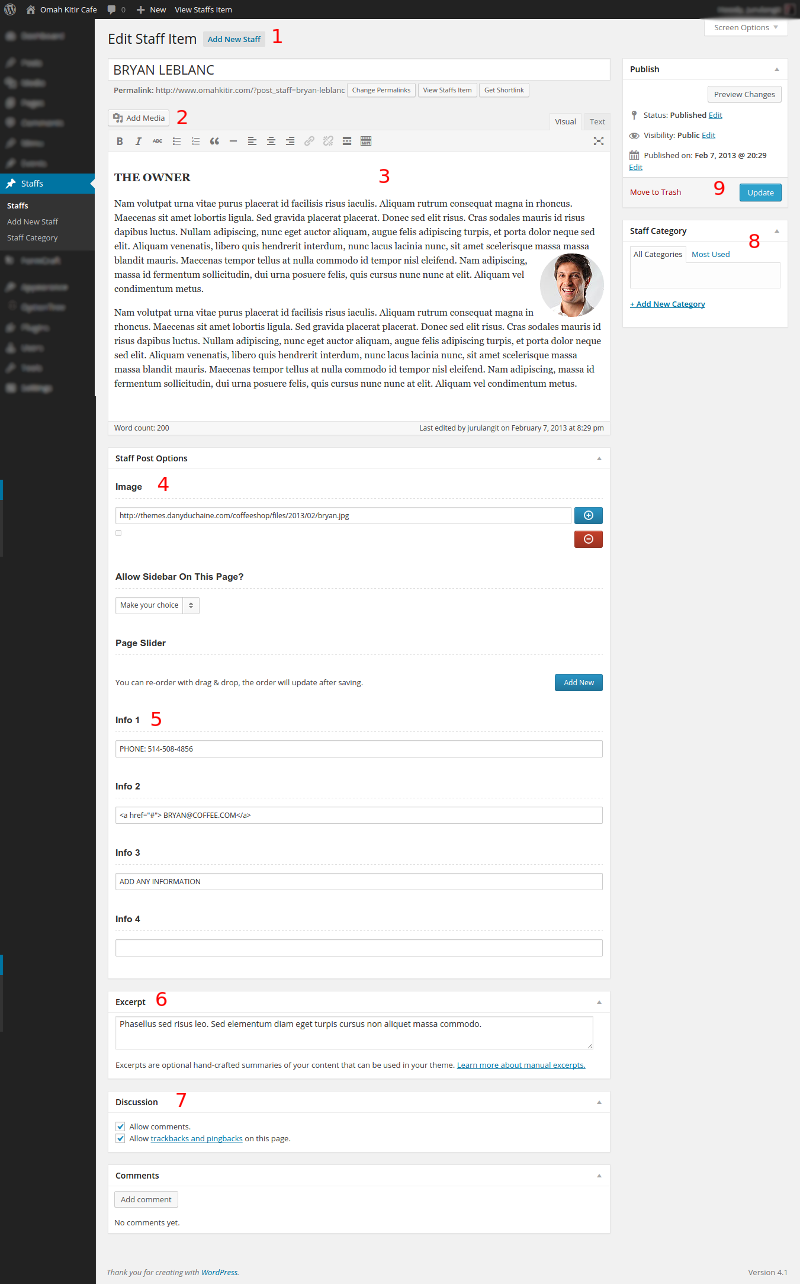 Omah Kitir Cafe 0 New View Staffs Item
Screen Options
Edit Staff Item Add New Staff 1
BRYAN LEBLANC
Permalink: http://www.omahkitir.com/?post_staff=bryan-leblanc Change Permalinks View Staffs Item Get Shortlink
Add Media 2
Visual Text
B I ABC
THE OWNER 3
Nam volutpat urna vitae purus placerat id facilisis risus iaculis. Aliquam rutrum consequat magna in rhoncus.
Maecenas sit amet lobortis ligula. Sed gravida placerat placerat. Donec sed elit risus. Cras sodales mauris id risus
dapibus luctus. Nullam adipiscing, nunc eget auctor aliquam, augue felis adipiscing turpis, et porta dolor neque sed
elit. Aliquam venenatis, libero quis hendrerit interdum, nunc lacus lacinia nunc, sit amet scelerisque massa massa
blandit mauris. Maecenas tempor tellus at nulla commodo id tempor nisl eleifend. Nam adipiscing,
massa id fermentum sollicitudin, dui urna posuere felis, quis cursus nunc nunc at elit. Aliquam vel
condimentum metus.
Nam volutpat urna vitae purus placerat id facilisis risus iaculis. Aliquam rutrum consequat magna in
rhoncus. Maecenas sit amet lobortis ligula. Sed gravida placerat placerat. Donec sed elit risus. Cras sodales mauris id
risus dapibus luctus. Nullam adipiscing, nunc eget auctor aliquam, augue felis adipiscing turpis, et porta dolor neque
sed elit. Aliquam venenatis, libero quis hendrerit interdum, nunc lacus lacinia nunc, sit amet scelerisque massa
massa blandit mauris. Maecenas tempor tellus at nulla commodo id tempor nisl eleifend. Nam adipiscing, massa id
fermentum sollicitudin, dui urna posuere felis, quis cursus nunc nunc at elit. Aliquam vel condimentum metus.
Word count: 200 Last edited by jurulangit on February 7, 2013 at 8:29 pm
Staff Post Options
Image 4
http://themes.danyduchaine.com/coffeeshop/files/2013/02/bryan.jpg
Allow Sidebar On This Page?
Make your choice
Page Slider
You can re-order with drag & drop, the order will update after saving. Add New
Info 1 5
PHONE: 514-508-4856
Info 2
<a href="#"> BRYAN@COFFEE.COM</a>
Info 3
ADD ANY INFORMATION
Info 4
Excerpt 6
Phasellus sed risus leo. Sed elementum diam eget turpis cursus non aliquet massa commodo.
Excerpts are optional hand-crafted summaries of your content that can be used in your theme. Learn more about manual excerpts.
Discussion 7
Allow comments.
Allow trackbacks and pingbacks on this page.
Comments
Add comment
No comments yet.
Thank you for creating with WordPress. Version 4.1
Publish
Preview Changes
Status: Published Edit
Visibility: Public Edit
Published on: Feb 7, 2013 @ 20:29
Edit
Move to Trash 9 Update
Staff Category
8
All Categories Most Used
+ Add New Category
Dashboard
Posts
Media
Pages
Comments
Menu
Events
Staffs
Staffs
Add New Staff
Staff Category
Appearance
Plugins
Users
Tools
Settings